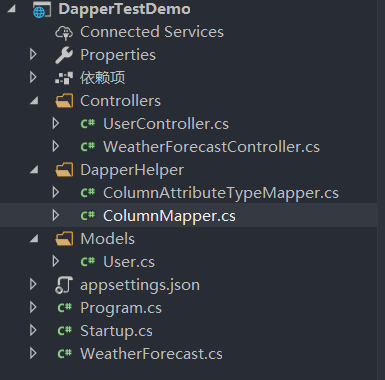 DapperTestDemo
Connected Services
Properties
依赖项
Controllers
C# UserController.cs
C# WeatherForecastController.cs
DapperHelper
C# ColumnAttributeTypeMapper.cs
C# ColumnMapper.cs
Models
C# User.cs
appsettings.json
C# Program.cs
C# Startup.cs
C# WeatherForecast.cs